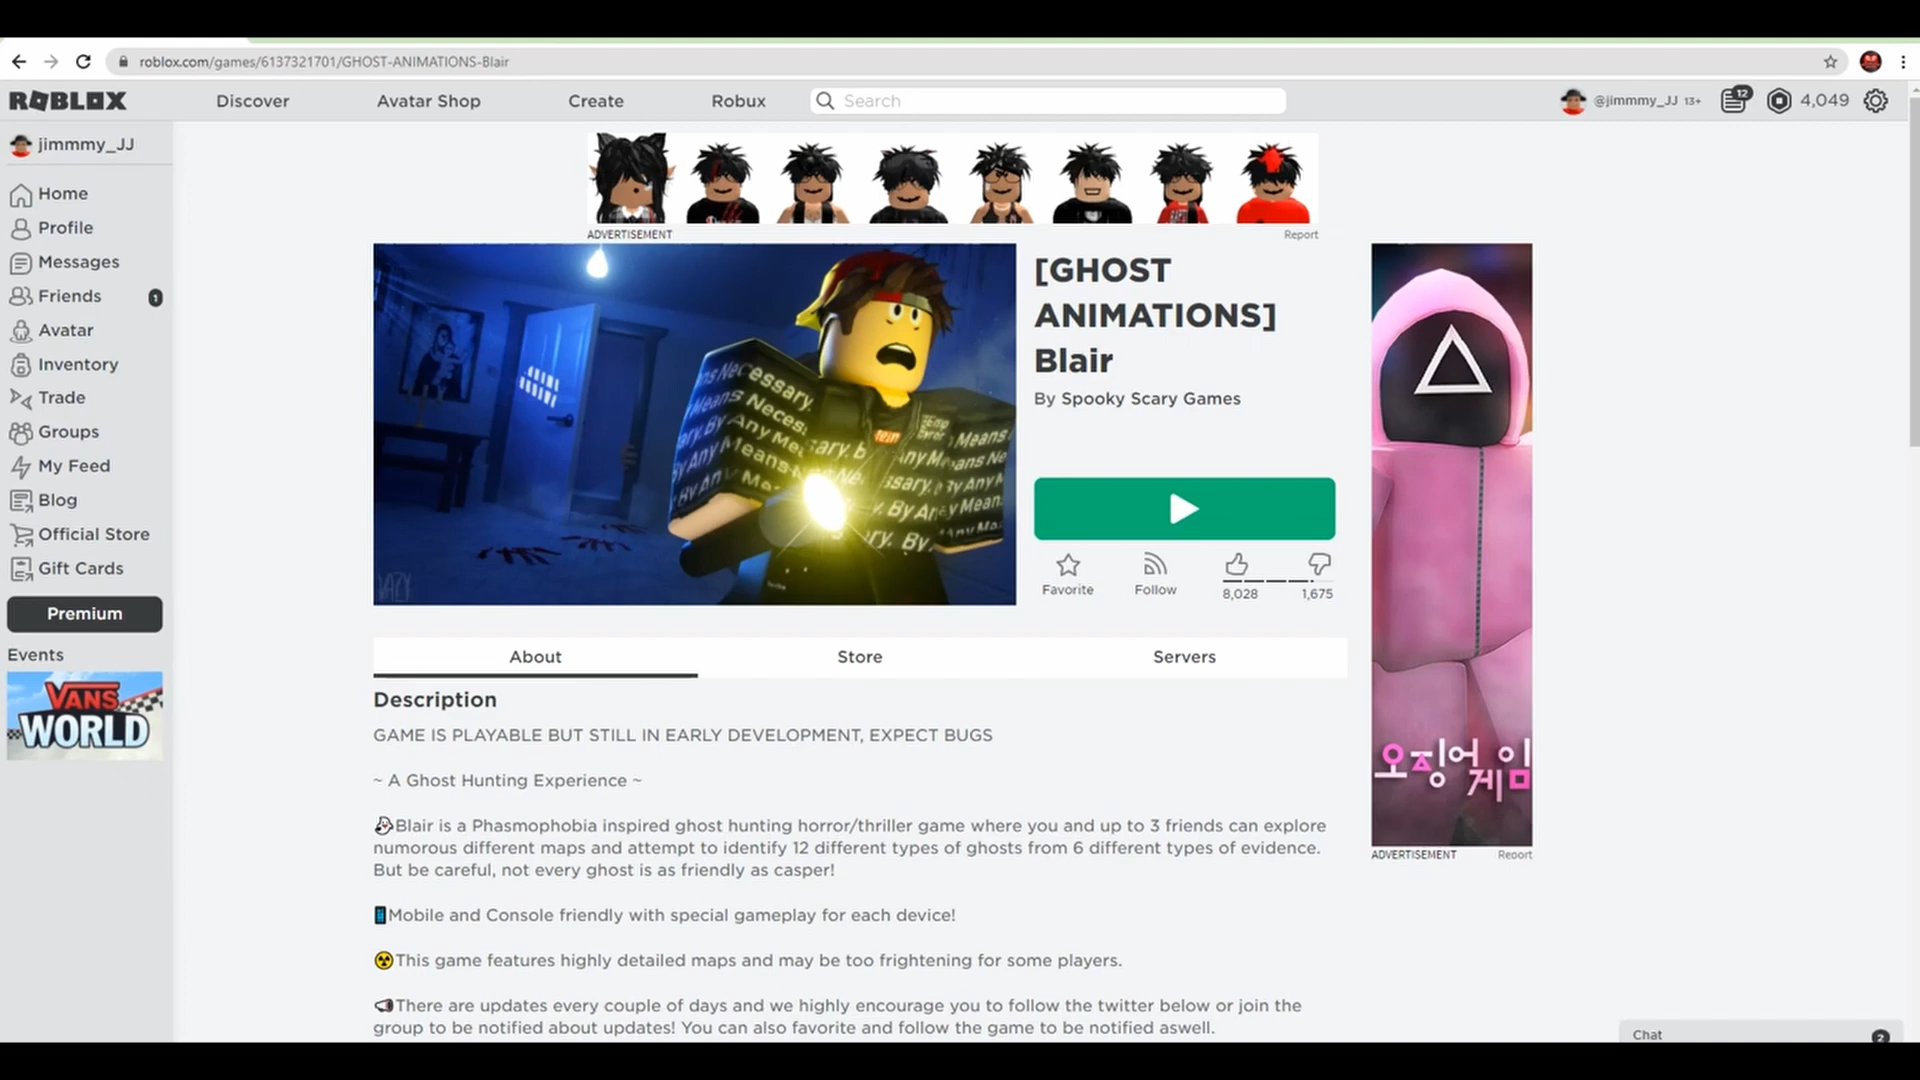 roblox.com/games/6137321701/GHOST-ANIMATIONS-Blair
ROBLOX
Discover
Avatar Shop
Create
Robux
Search
@jimmmy_JJ 13+
12
4,049
jimmmy_JJ
Home
Profile
Messages
Friends
1
Avatar
Inventory
Trade
Groups
My Feed
Blog
Official Store
Gift Cards
Premium
Events
VANS
WORLD
ADVERTISEMENT
Report
[GHOST
ANIMATIONS]
Blair
By Spooky Scary Games
Favorite
Follow
8,028
1,675
오징어
게임
ADVERTISEMENT
Report
About
Store
Servers
Description
GAME IS PLAYABLE BUT STILL IN EARLY DEVELOPMENT, EXPECT BUGS
~ A Ghost Hunting Experience ~
Blair is a Phasmophobia inspired ghost hunting horror/thriller game where you and up to 3 friends can explore
numorous different maps and attempt to identify 12 different types of ghosts from 6 different types of evidence.
But be careful, not every ghost is as friendly as casper!
Mobile and Console friendly with special gameplay for each device!
This game features highly detailed maps and may be too frightening for some players.
There are updates every couple of days and we highly encourage you to follow the twitter below or join the
group to be notified about updates! You can also favorite and follow the game to be notified aswell.
Chat
2